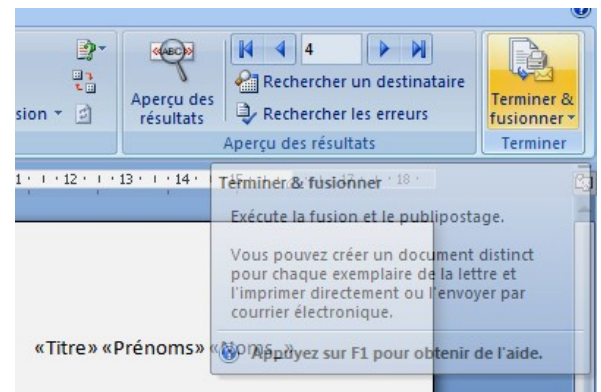 4
Rechercher un destinataire
Rechercher les erreurs
Aperçu des
résultats
sion
Terminer &
fusionner
Aperçu des résultats
Terminer
1 · 12 · 13 · 14 · 15 · 17 · 18
Terminer & fusionner
Exécute la fusion et le publipostage.
Vous pouvez créer un document distinct
pour chaque exemplaire de la lettre et
l'imprimer directement ou l'envoyer par
courrier électronique.
«Titre» «Prénoms» «Noms_»
Appuyez sur F1 pour obtenir de l'aide.